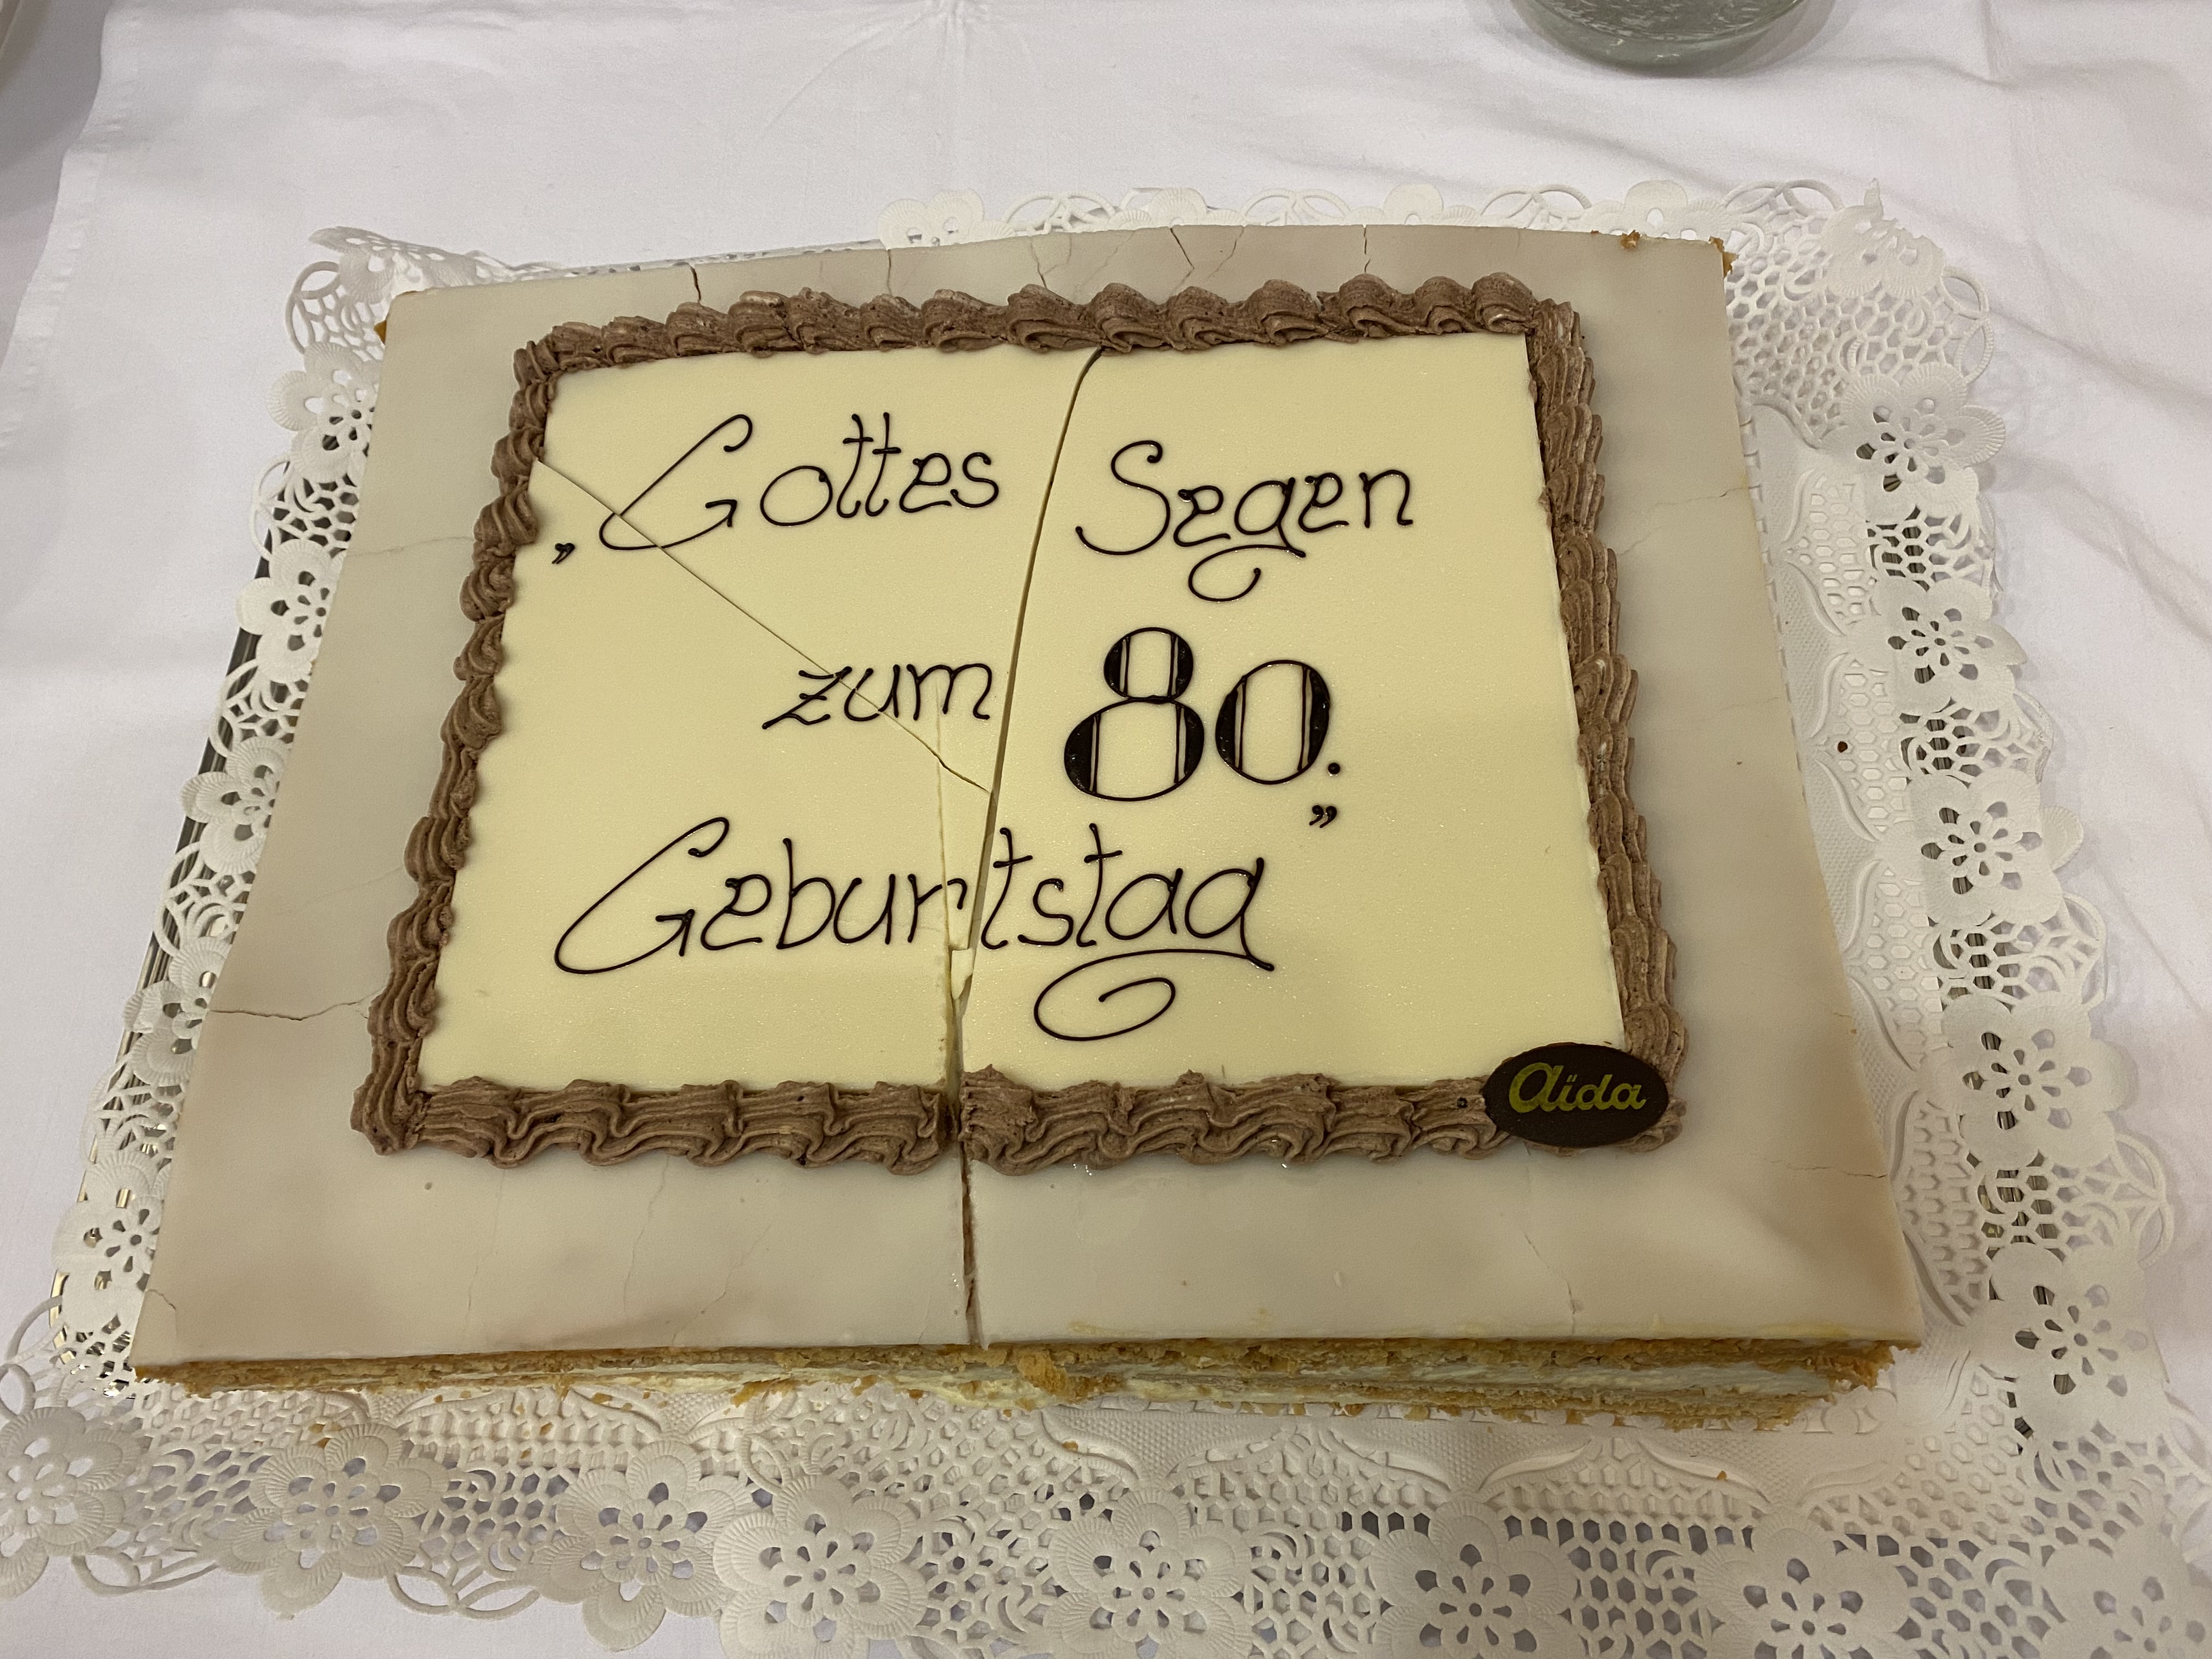 „Gottes Segen
zum 80.
Geburtstag”
Aïda